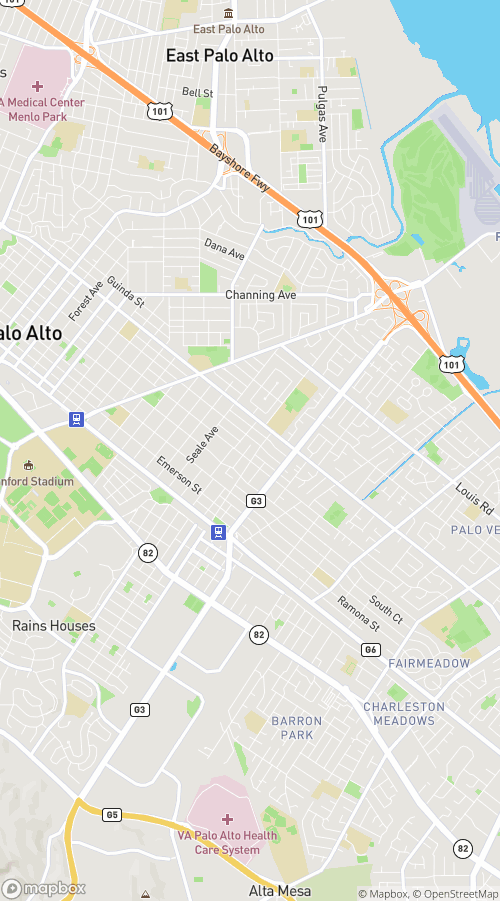 101
East Palo Alto
East Palo Alto
A Medical Center
Menlo Park
Bell St
Pulgas Ave
101
Bayshore Fwy
101
Dana Ave
Guinda St
Forest Ave
Channing Ave
alo Alto
101
Seale Ave
Emerson St
nford Stadium
G3
Louis Rd
PALO VE
82
Ramona St
South Ct
Rains Houses
82
G6
FAIRMEADOW
G3
CHARLESTON
MEADOWS
BARRON
PARK
G5
VA Palo Alto Health
Care System
82
Alta Mesa
mapbox
© Mapbox, © OpenStreetMap